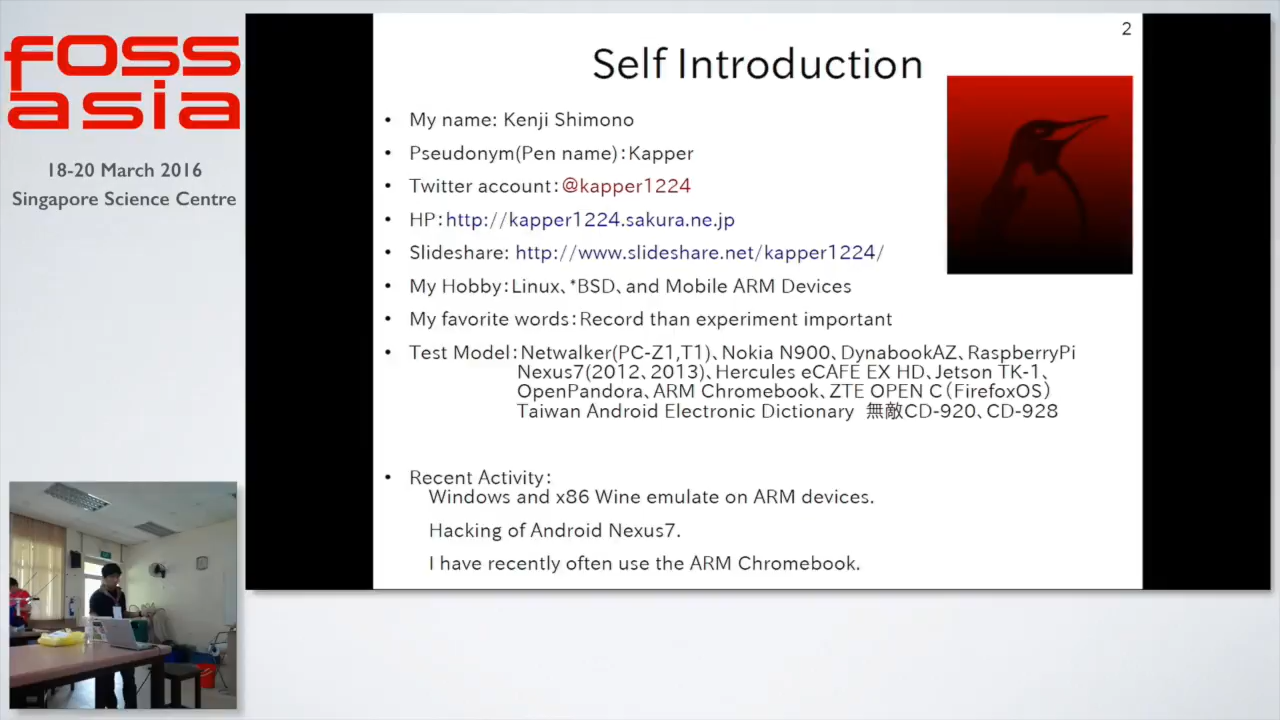 foss
asia
18-20 March 2016
Singapore Science Centre
2
Self Introduction
• My name: Kenji Shimono
• Pseudonym(Pen name):Kapper
• Twitter account:@kapper1224
• HP:http://kapper1224.sakura.ne.jp
• Slideshare: http://www.slideshare.net/kapper1224/
• My Hobby:Linux、*BSD、and Mobile ARM Devices
• My favorite words:Record than experiment important
• Test Model:Netwalker(PC-Z1,T1)、Nokia N900、DynabookAZ、RaspberryPi
Nexus7(2012、2013)、Hercules eCAFE EX HD、Jetson TK-1、
OpenPandora、ARM Chromebook、ZTE OPEN C(FirefoxOS)
Taiwan Android Electronic Dictionary 無敵CD-920、CD-928
• Recent Activity:
Windows and x86 Wine emulate on ARM devices.
Hacking of Android Nexus7.
I have recently often use the ARM Chromebook.